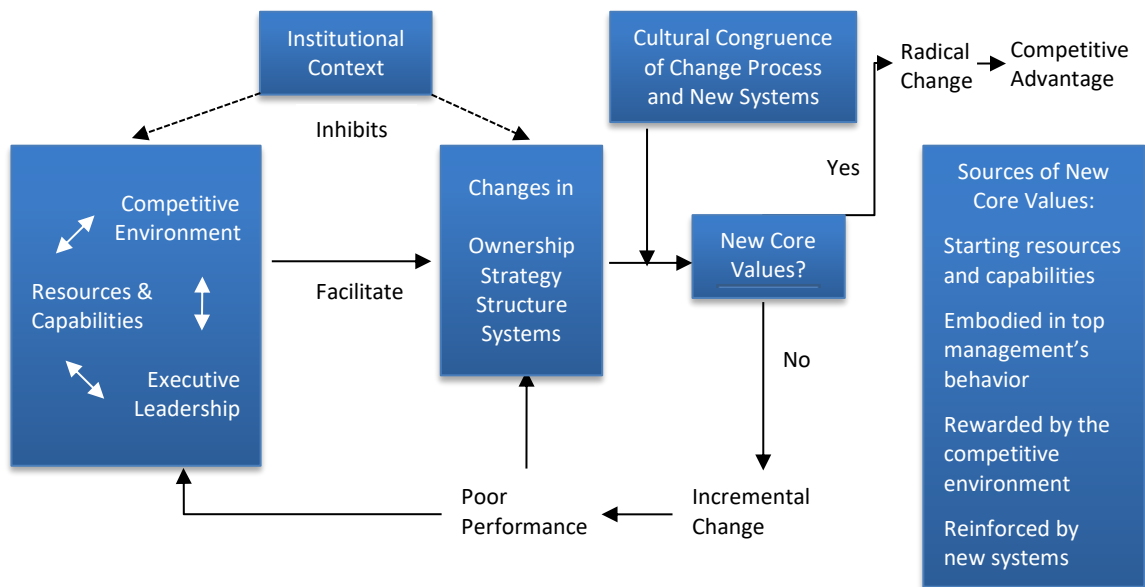 Institutional
Context
Cultural Congruence
of Change Process
and New Systems
Radical
Change
Competitive
Advantage
Inhibits
Competitive
Environment
Resources &
Capabilities
Executive
Leadership
Facilitate
Changes in
Ownership
Strategy
Structure
Systems
New Core
Values?
Yes
No
Incremental
Change
Poor
Performance
Sources of New
Core Values:
Starting resources
and capabilities
Embodied in top
management’s
behavior
Rewarded by the
competitive
environment
Reinforced by
new systems